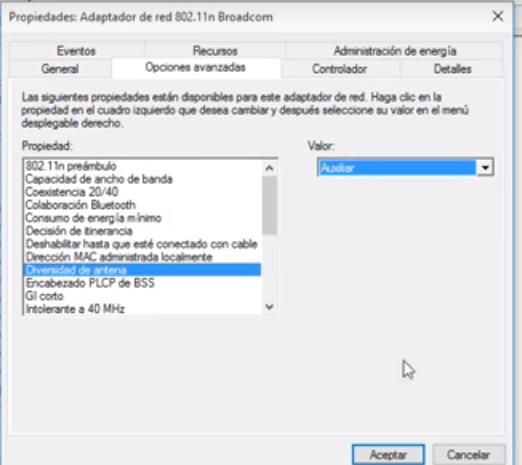 Propiedades: Adaptador de red 802.11n Broadcom
Eventos
Recursos
Administración de energía
General
Opciones avanzadas
Controlador
Detalles
Las siguientes propiedades están disponibles para este adaptador de red. Haga clic en la
propiedad en el cuadro izquierdo que desea cambiar y después seleccione su valor en el menú
desplegable derecho.
Propiedad:
Valor:
802.11n preámbulo
Capacidad de ancho de banda
Coexistencia 20/40
Colaboración Bluetooth
Consumo de energía mínimo
Decisión de itinerancia
Deshabilitar hasta que esté conectado con cable
Dirección MAC administrada localmente
Diversidad de antena
Encabezado PLCP de BSS
GI corto
Intolerante a 40 MHz
Auxiliar
Aceptar
Cancelar